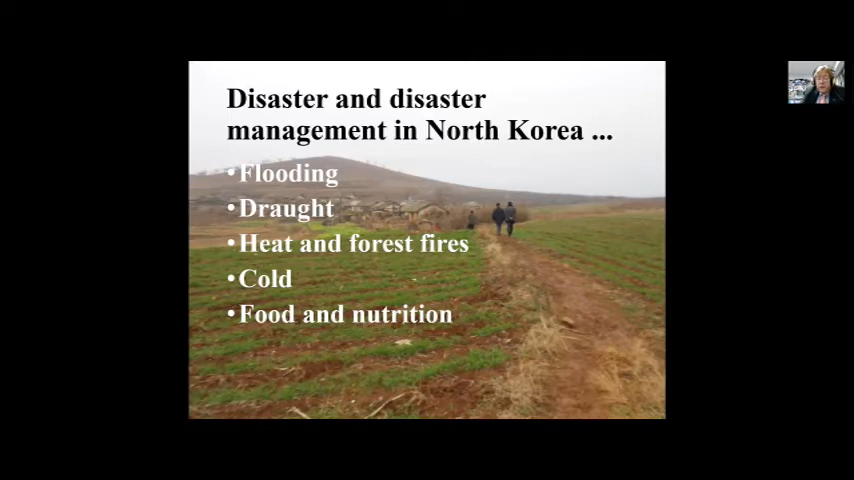 Disaster and disaster
management in North Korea ...
• Flooding
• Draught
• Heat and forest fires
• Cold
• Food and nutrition